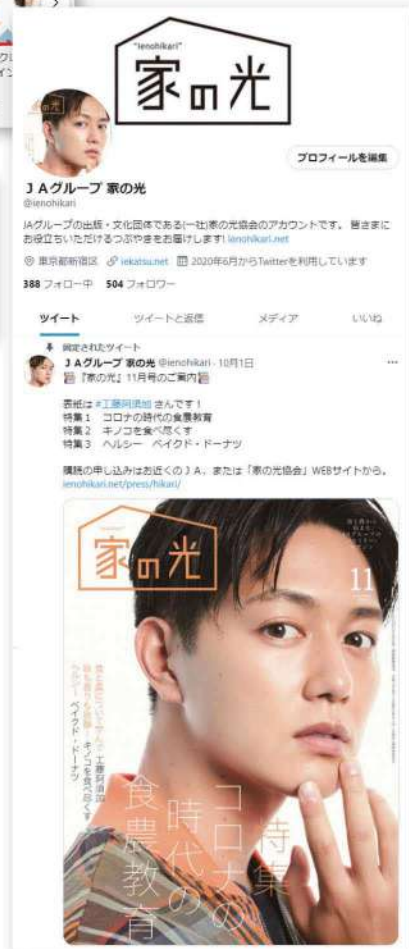 "ienohikari"
家の光
家の光
プロフィールを編集
JAグループ 家の光
@ienohikari
JAグループの出版・文化団体である(一社)家の光協会のアカウントです。皆さまに
お役立ちいただけるつぶやきをお届けします! ienohikari.net
東京都新宿区 iekatsu.net 2020年6月からTwitterを利用しています
388 フォロー中 504 フォロワー
ツイート ツイートと返信 メディア いいね
固定されたツイート
JAグループ 家の光 @ienohikari · 10月1日
『家の光』11月号のご案内
表紙は #工藤阿須加 さんです!
特集1 コロナの時代の食農教育
特集2 キノコを食べ尽くす
特集3 ヘルシー ベイクド・ドーナツ
購読の申し込みはお近くのJA、または「家の光協会」WEBサイトから。
ienohikari.net/press/hikari/
家の光
11
特集
コロナの
時代の
食農教育
工藤阿須加
キノコを食べ尽くす
ヘルシー ベイクド・ドーナツ